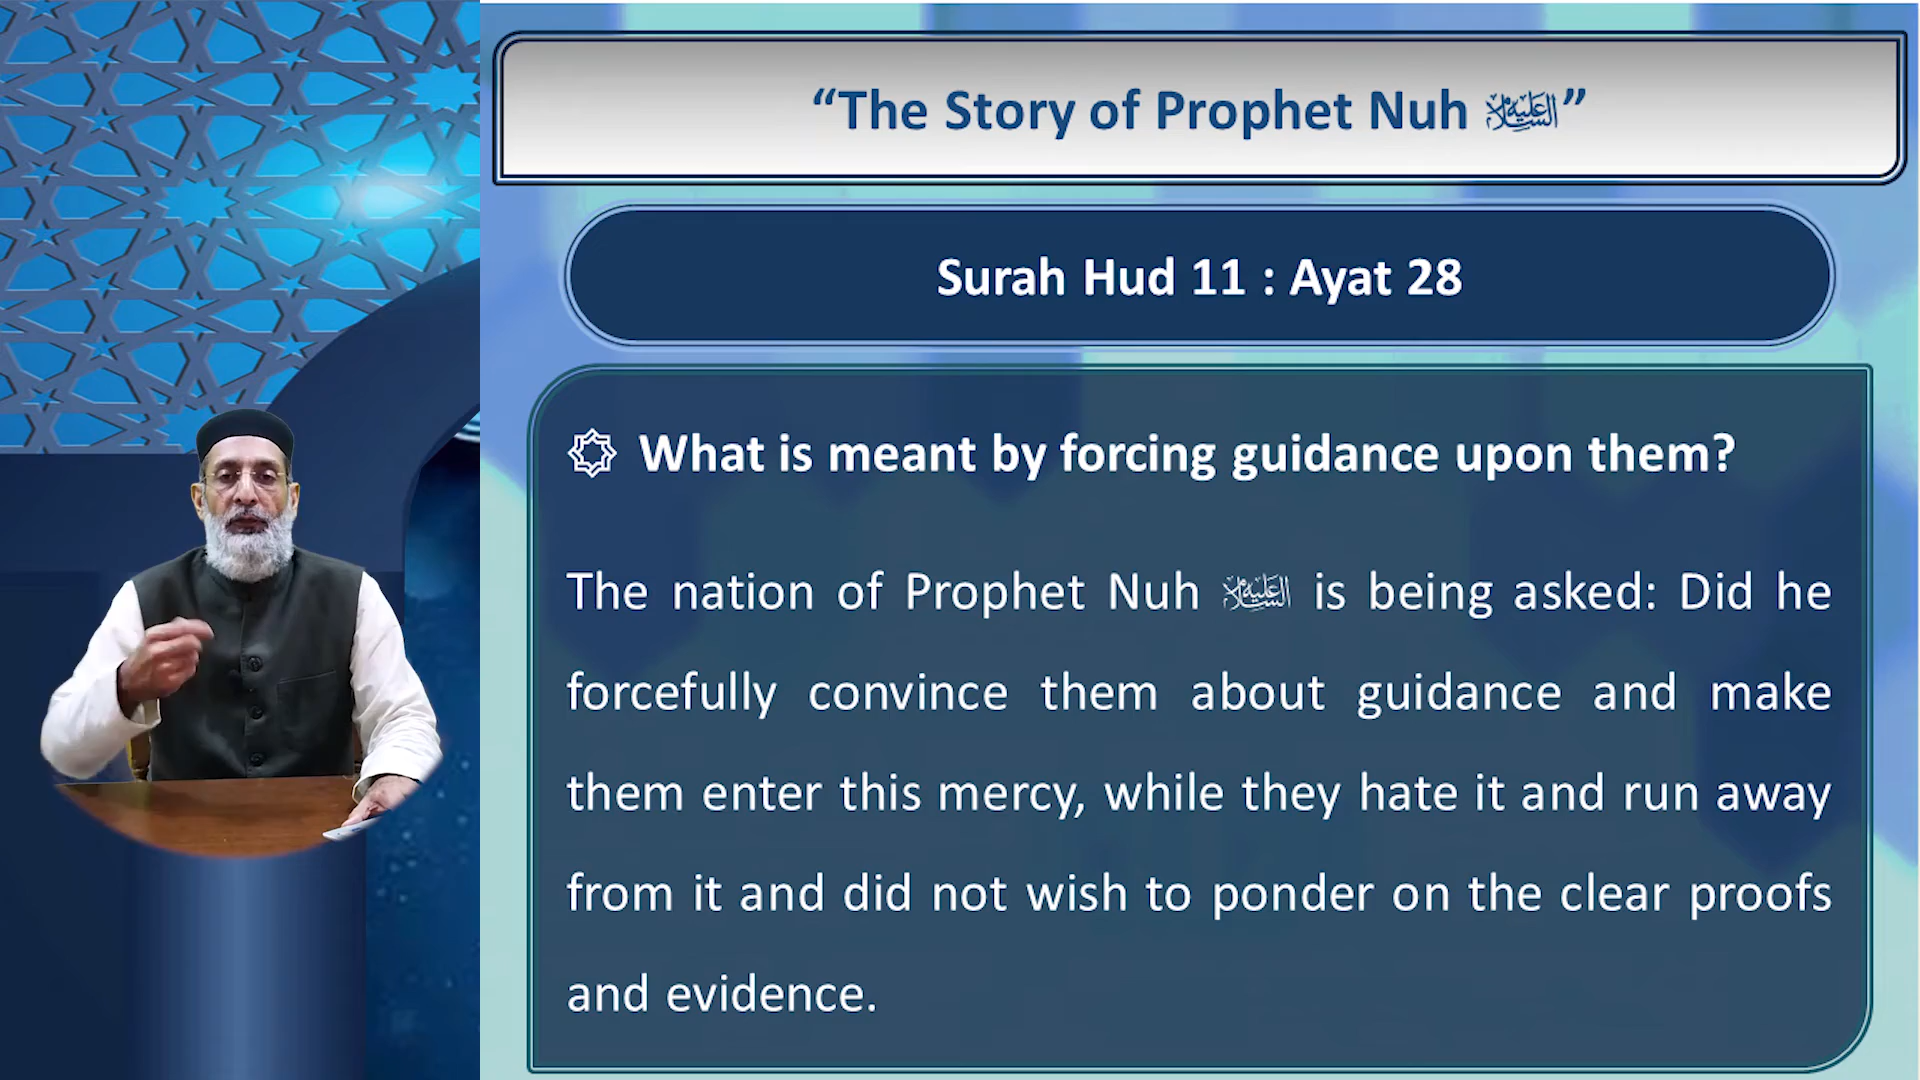 “The Story of Prophet Nuh عليه السلام”
Surah Hud 11 : Ayat 28
What is meant by forcing guidance upon them?
The nation of Prophet Nuh عليه السلام is being asked: Did he
forcefully convince them about guidance and make
them enter this mercy, while they hate it and run away
from it and did not wish to ponder on the clear proofs
and evidence.